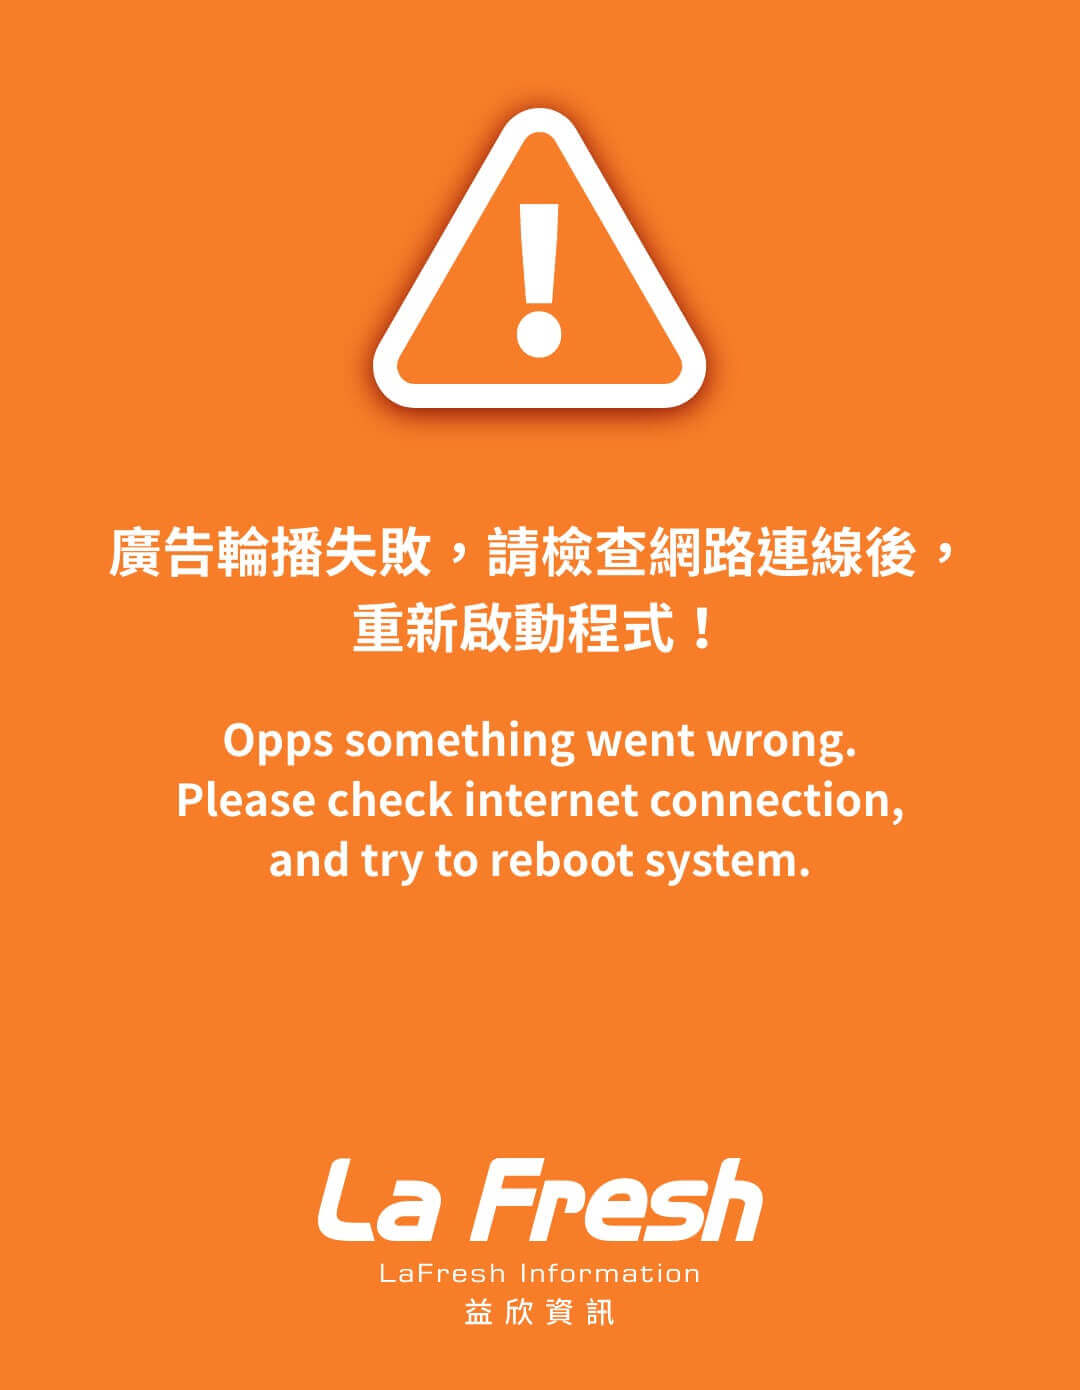 廣告輪播失敗，請檢查網路連線後，
重新啟動程式！
Opps something went wrong.
Please check internet connection,
and try to reboot system.
La Fresh
LaFresh Information
益欣資訊